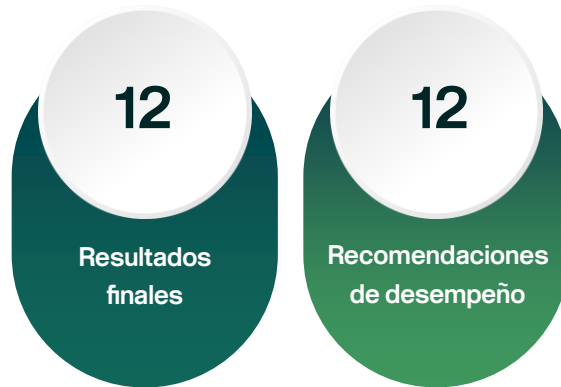 12
Resultados
finales
12
Recomendaciones
de desempeño